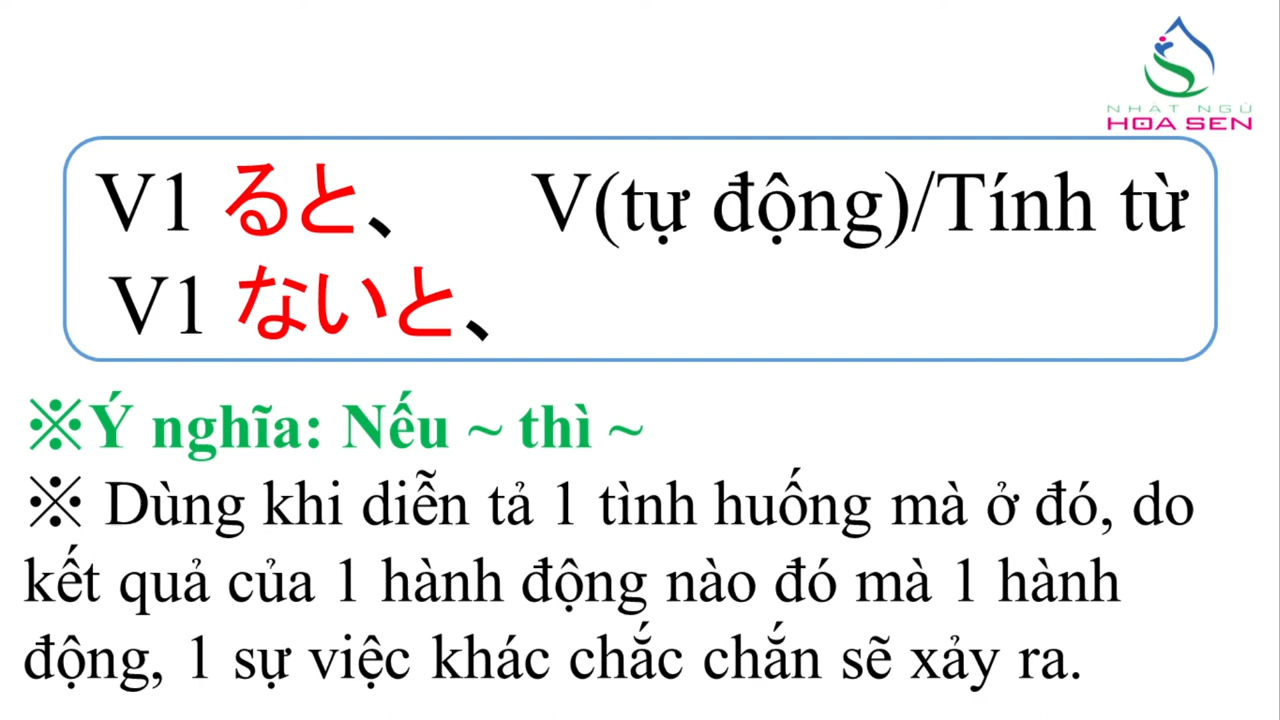 NHẬT NGỮ
HOA SEN
V1 ると、 V(tự động)/Tính từ
V1 ないと、
※Ý nghĩa: Nếu ~ thì ~
※ Dùng khi diễn tả 1 tình huống mà ở đó, do
kết quả của 1 hành động nào đó mà 1 hành
động, 1 sự việc khác chắc chắn sẽ xảy ra.